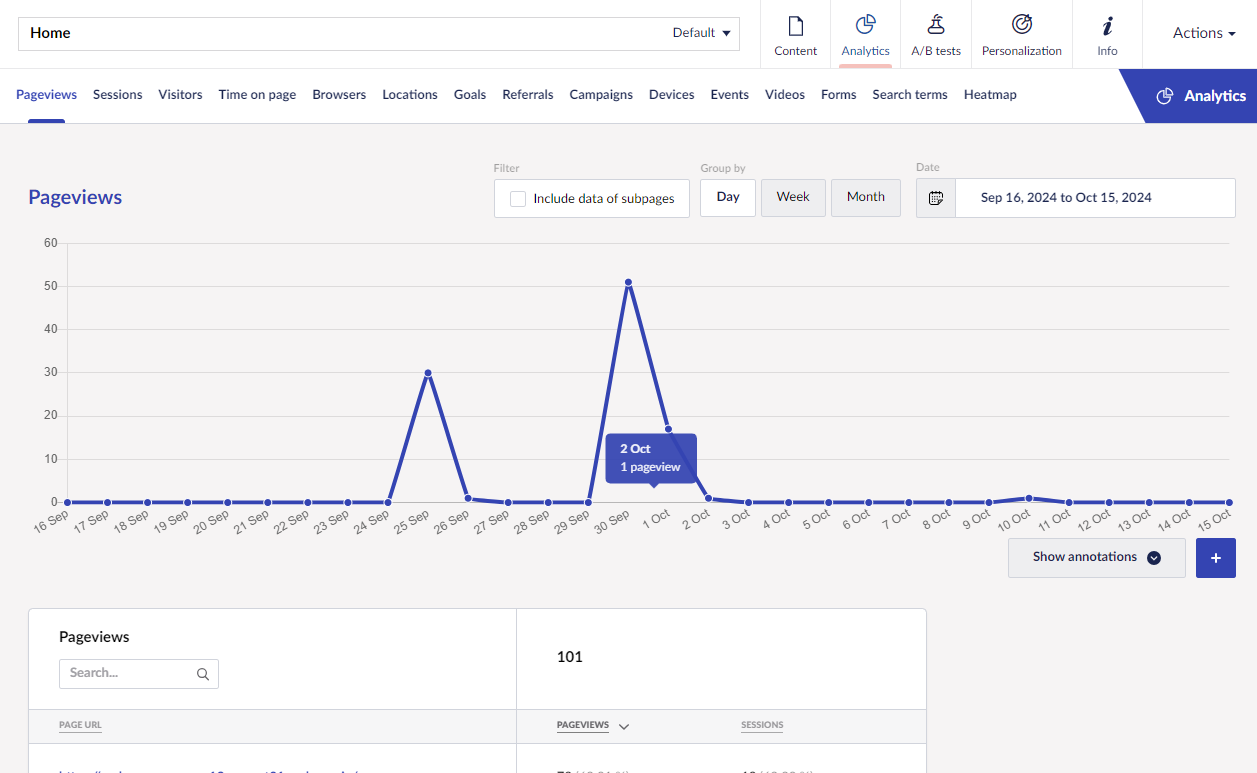 Home
Default
Content
Analytics
A/B tests
Personalization
Info
Actions
Pageviews
Sessions
Visitors
Time on page
Browsers
Locations
Goals
Referrals
Campaigns
Devices
Events
Videos
Forms
Search terms
Heatmap
Analytics
Pageviews
Filter
Include data of subpages
Group by
Day
Week
Month
Date
Sep 16, 2024 to Oct 15, 2024
60
50
40
30
20
10
0
2 Oct
1 pageview
16 Sep
17 Sep
18 Sep
19 Sep
20 Sep
21 Sep
22 Sep
23 Sep
24 Sep
25 Sep
26 Sep
27 Sep
28 Sep
29 Sep
30 Sep
1 Oct
2 Oct
3 Oct
4 Oct
5 Oct
6 Oct
7 Oct
8 Oct
9 Oct
10 Oct
11 Oct
12 Oct
13 Oct
14 Oct
15 Oct
Show annotations
+
Pageviews
Search...
101
PAGE URL
PAGEVIEWS
SESSIONS